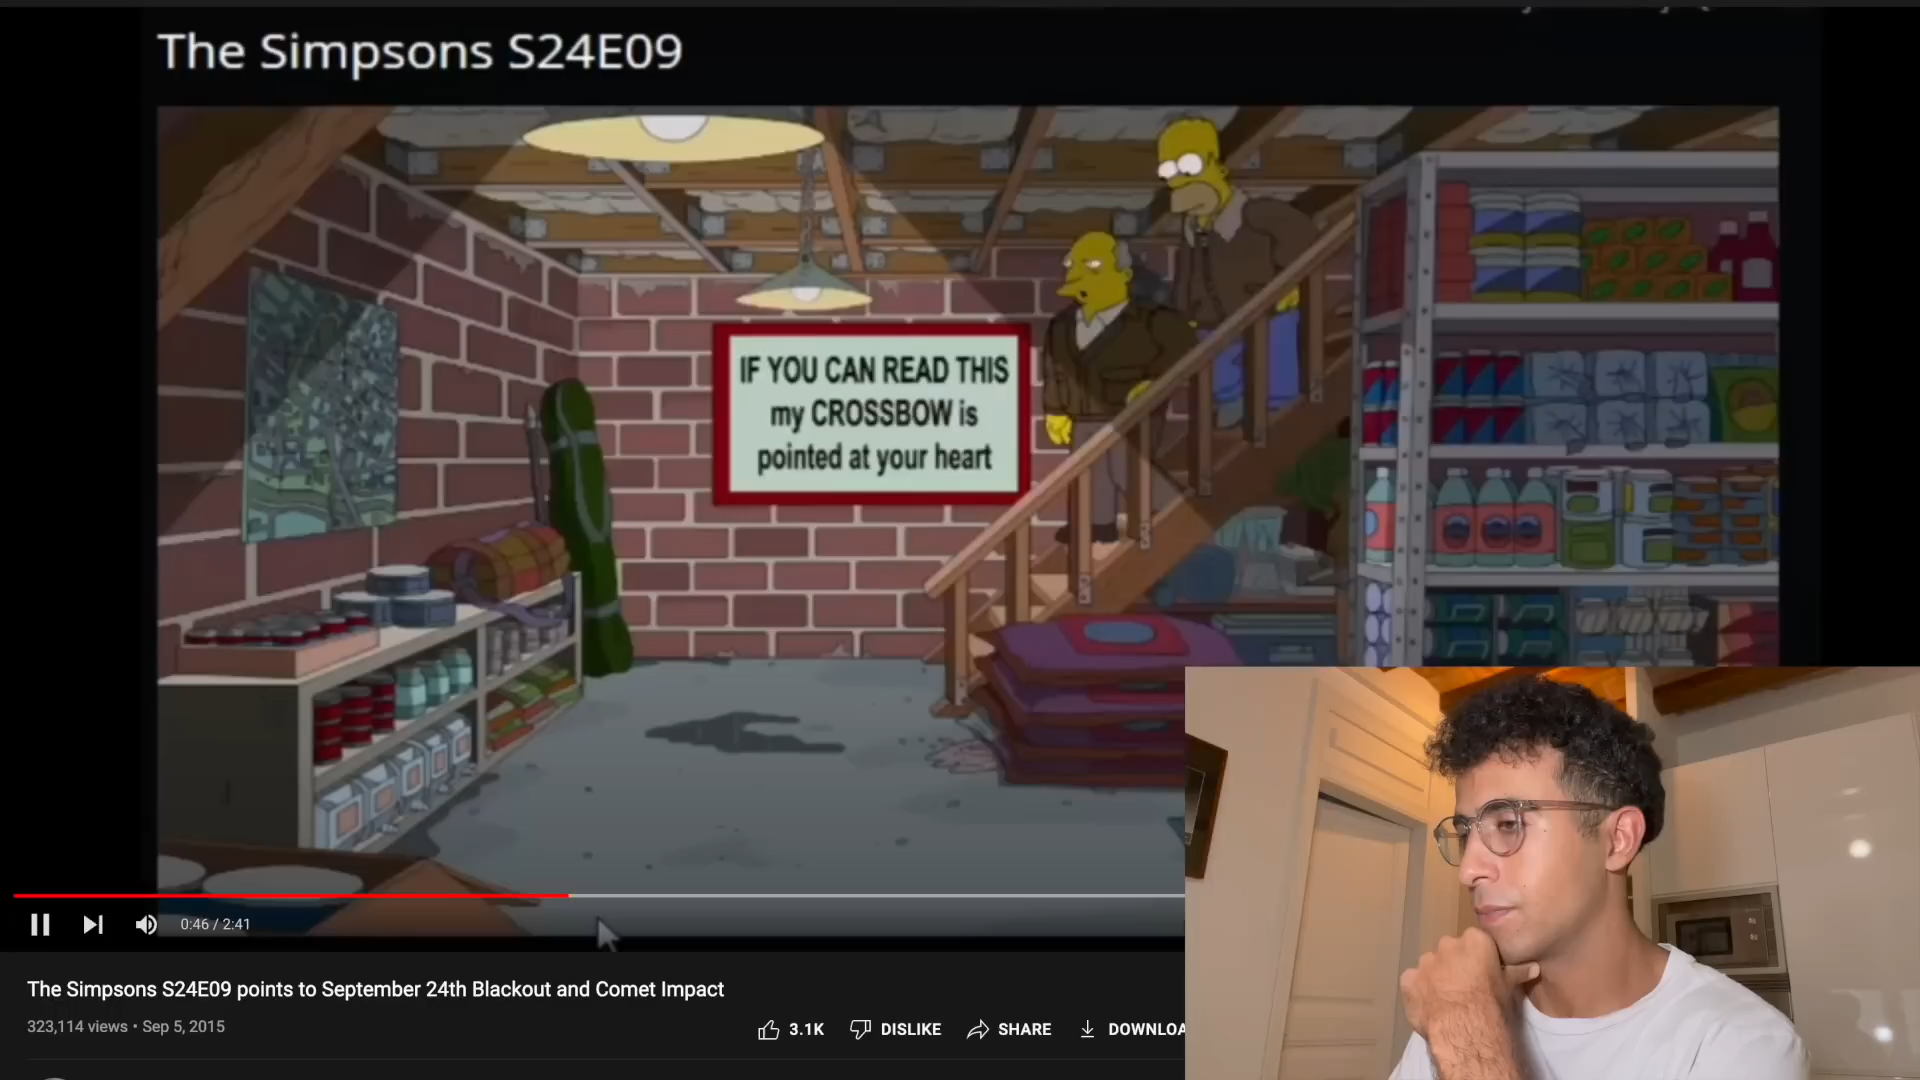 The Simpsons S24E09
IF YOU CAN READ THIS
my CROSSBOW is
pointed at your heart
0:46 / 2:41
The Simpsons S24E09 points to September 24th Blackout and Comet Impact
323,114 views • Sep 5, 2015
3.1K DISLIKE SHARE DOWNLOA